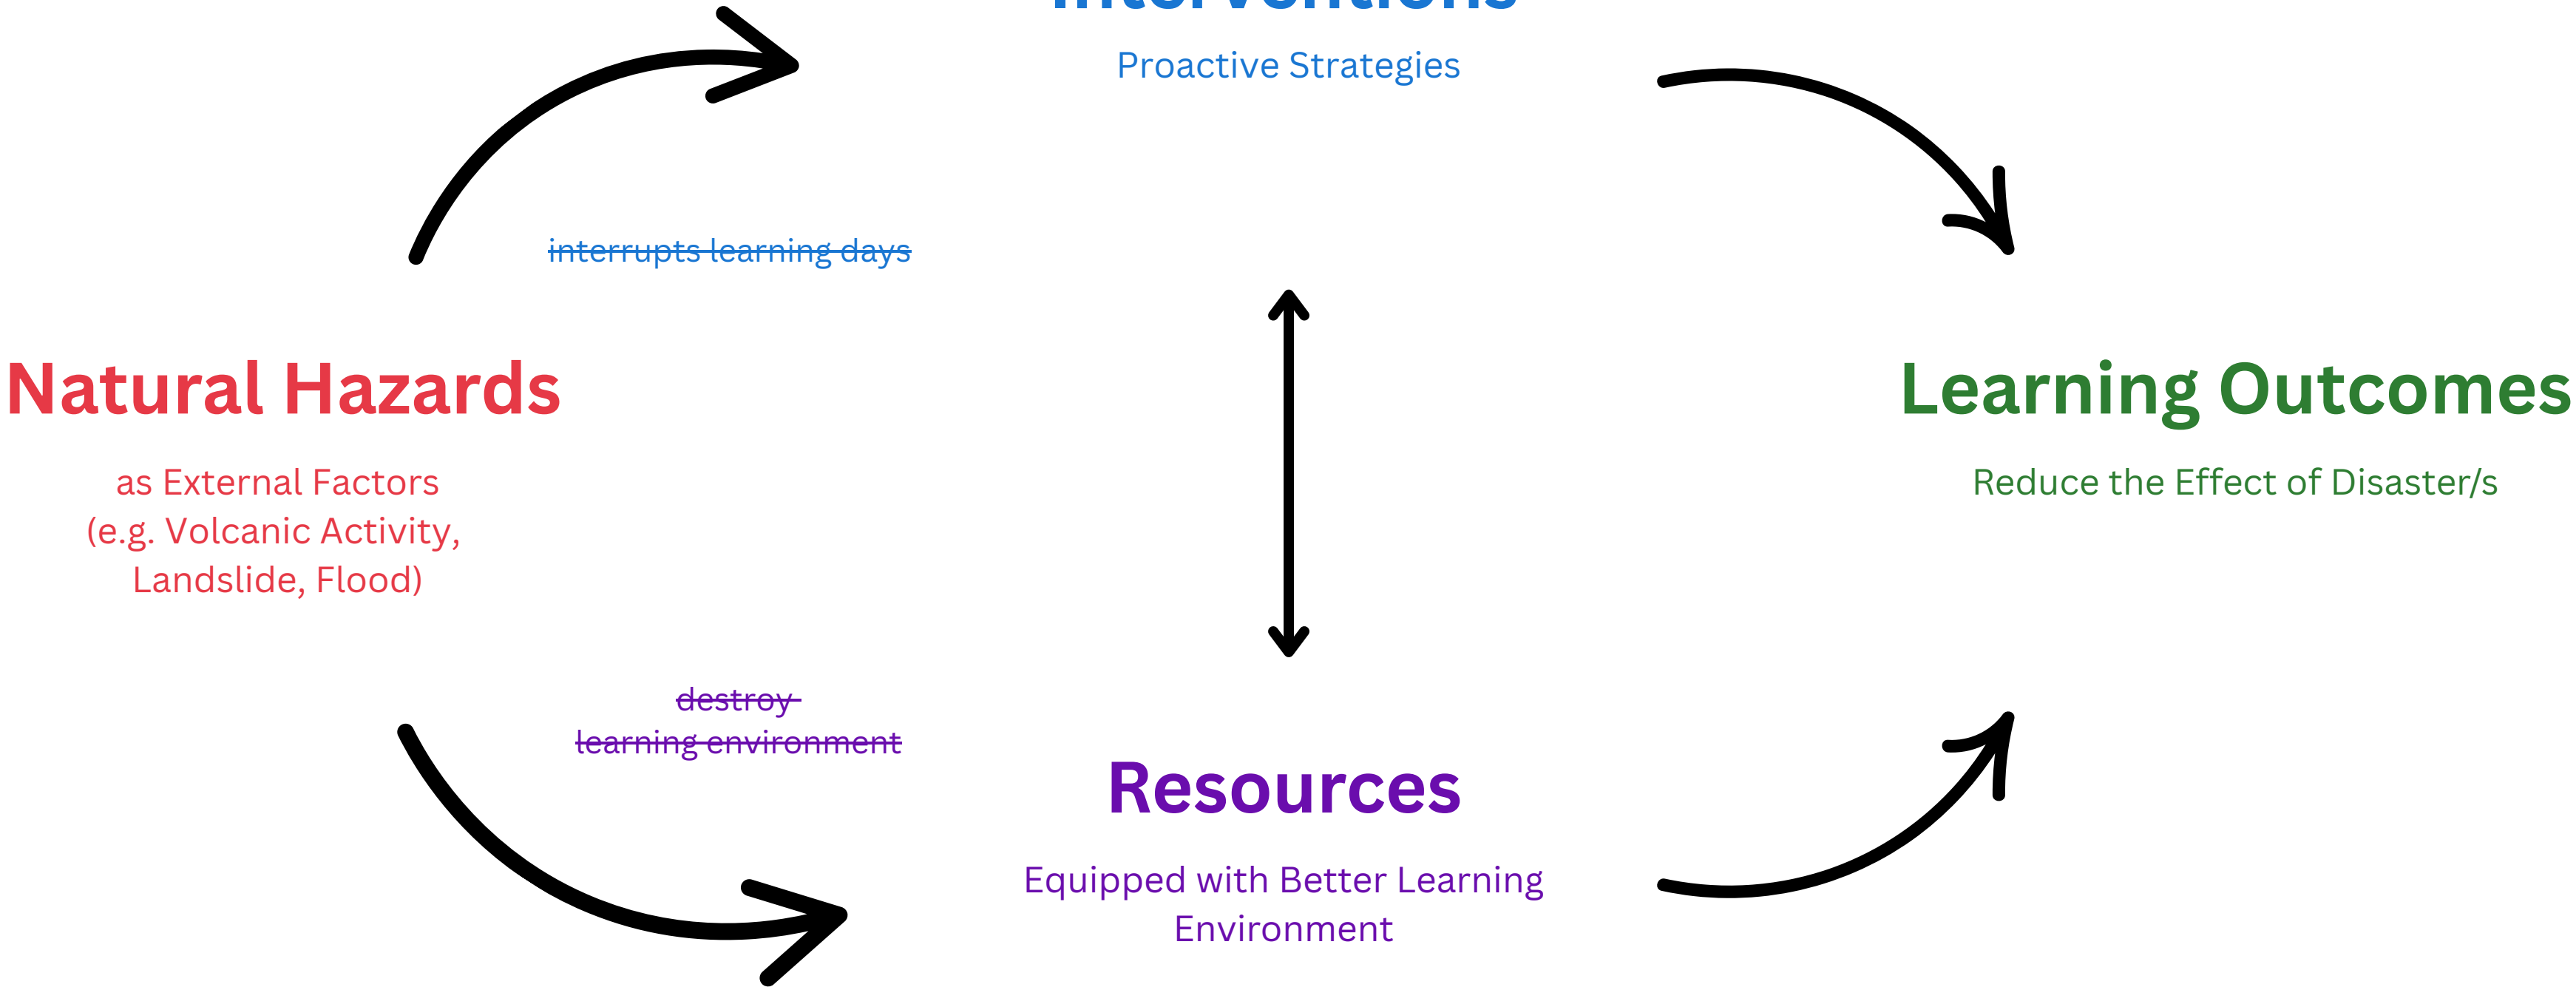 Interventions
Proactive Strategies
interrupts learning days
Natural Hazards
as External Factors
(e.g. Volcanic Activity,
Landslide, Flood)
Learning Outcomes
Reduce the Effect of Disaster/s
destroy
learning environment
Resources
Equipped with Better Learning
Environment